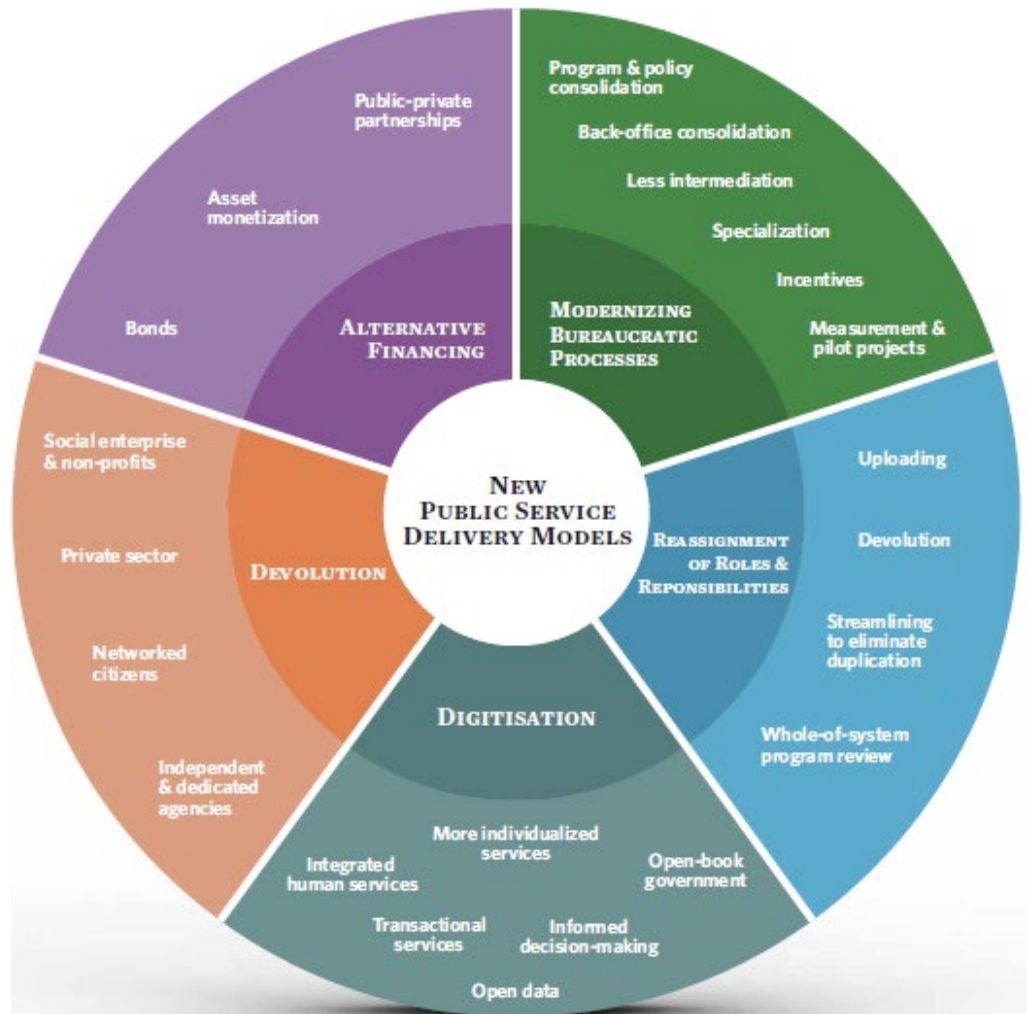 NEW
PUBLIC SERVICE
DELIVERY MODELS
MODERNIZING
BUREAUCRATIC
PROCESSES
Program & policy
consolidation
Back-office consolidation
Less intermediation
Specialization
Incentives
Measurement &
pilot projects
REASSIGNMENT
OF ROLES &
REPONSIBILITIES
Uploading
Devolution
Streamlining
to eliminate
duplication
Whole-of-system
program review
DIGITISATION
More individualized
services
Open-book
government
Integrated
human services
Transactional
services
Informed
decision-making
Open data
DEVOLUTION
Social enterprise
& non-profits
Private sector
Networked
citizens
Independent
& dedicated
agencies
ALTERNATIVE
FINANCING
Public-private
partnerships
Asset
monetization
Bonds